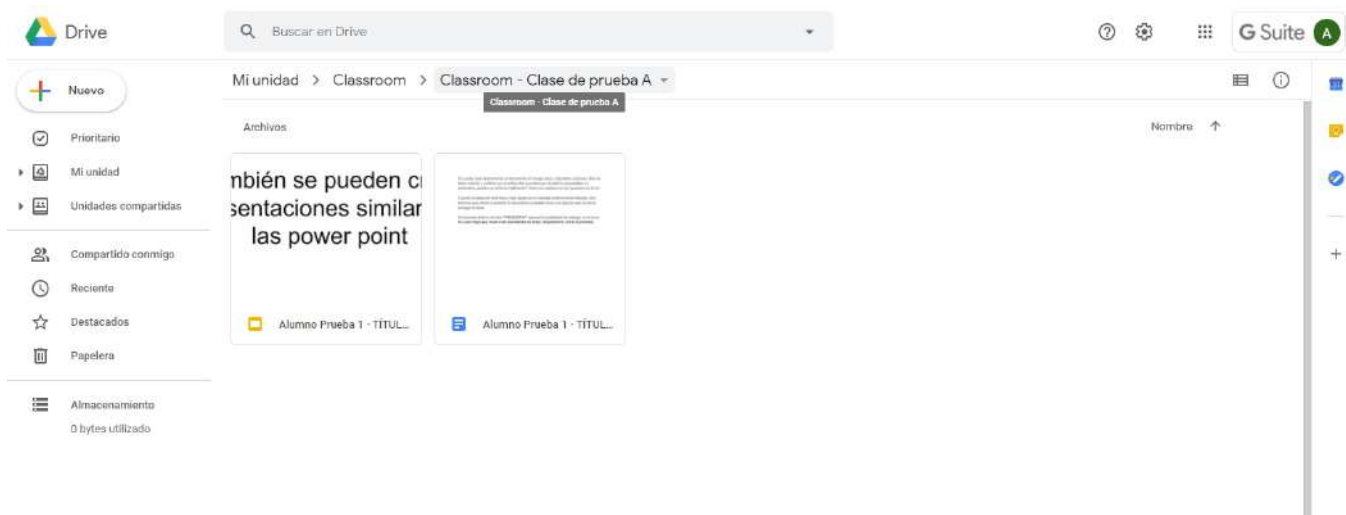 Drive
Buscar en Drive
G Suite
A
Nuevo
Mi unidad > Classroom > Classroom - Clase de prueba A
Classroom - Clase de prueba A
Prioritario
Mi unidad
Unidades compartidas
Compartido conmigo
Reciente
Destacados
Papelera
Almacenamiento
0 bytes utilizado
Archivos
Nombre
mbién se pueden cr
sentaciones similar
las power point
Alumno Prueba 1 - TÍTUL...
Alumno Prueba 1 - TÍTUL...